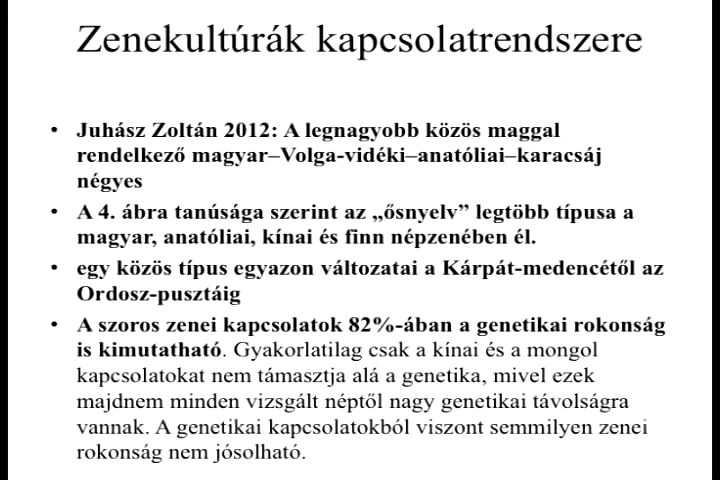 Zenekultúrák kapcsolatrendszere
• Juhász Zoltán 2012: A legnagyobb közös maggal
rendelkező magyar–Volga-vidéki–anatóliai–karacsáj
négyes
• A 4. ábra tanúsága szerint az „ősnyelv” legtöbb típusa a
magyar, anatóliai, kínai és finn népzenében él.
• egy közös típus egyazon változatai a Kárpát-medencétől az
Ordosz-pusztáig
• A szoros zenei kapcsolatok 82%-ában a genetikai rokonság
is kimutatható. Gyakorlatilag csak a kínai és a mongol
kapcsolatokat nem támasztja alá a genetika, mivel ezek
majdnem minden vizsgált néptől nagy genetikai távolságra
vannak. A genetikai kapcsolatokból viszont semmilyen zenei
rokonság nem jósolható.